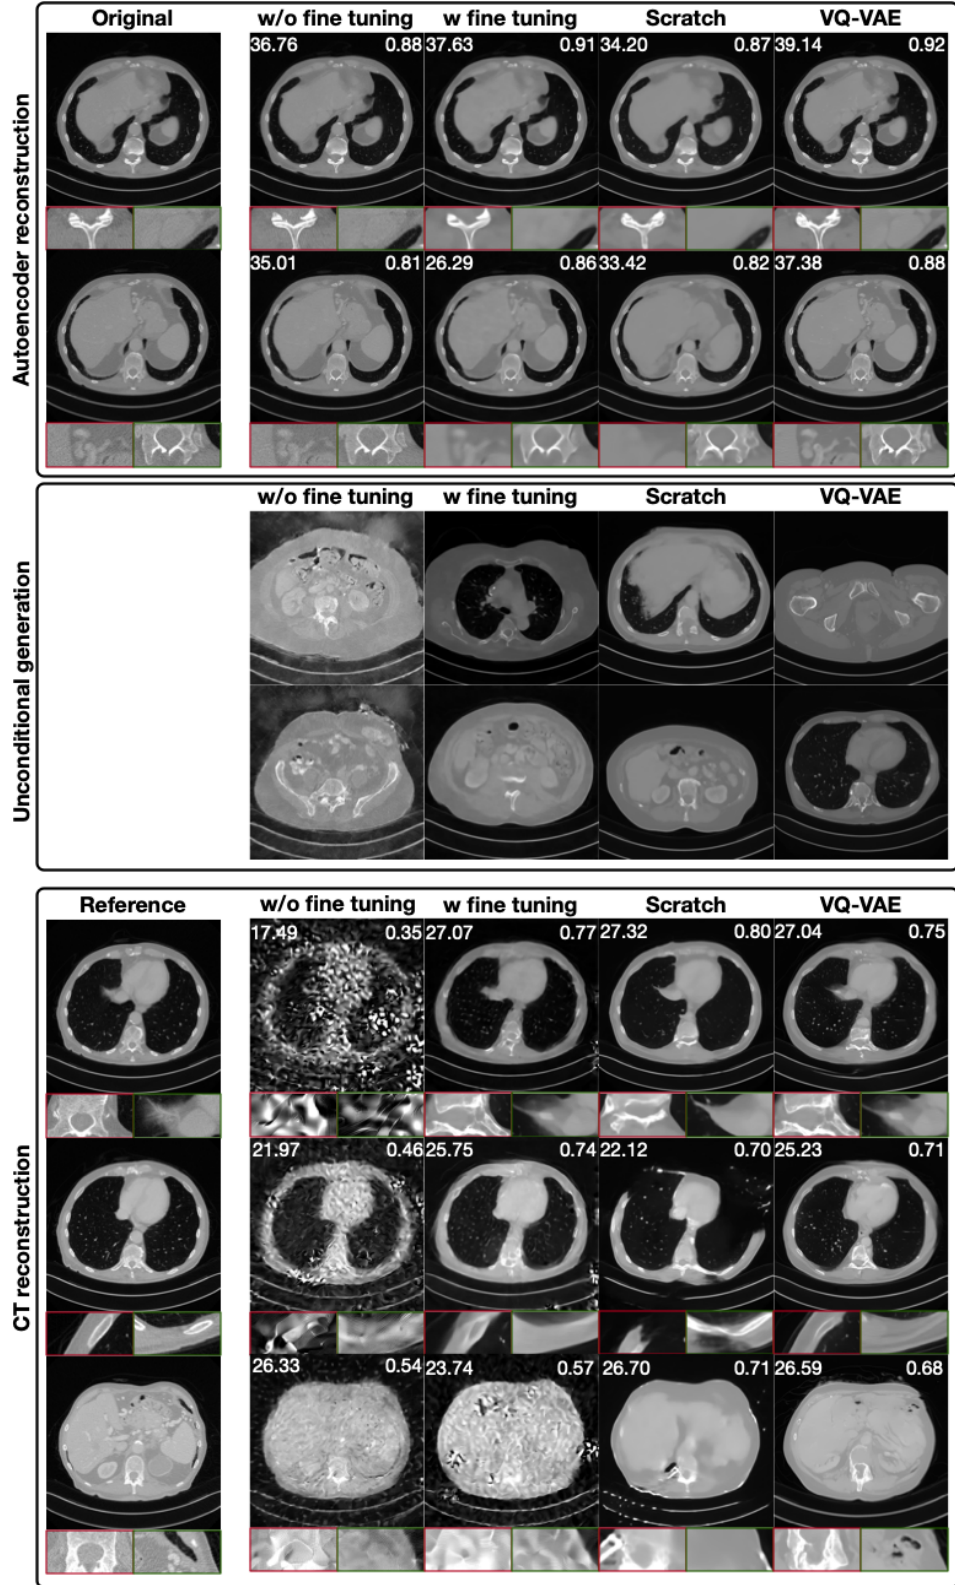 Original w/o fine tuning w fine tuning Scratch VQ-VAE
Autoencoder reconstruction
36.76 0.88 37.63 0.91 34.20 0.87 39.14 0.92
35.01 0.81 26.29 0.86 33.42 0.82 37.38 0.88
w/o fine tuning w fine tuning Scratch VQ-VAE
Unconditional generation
Reference w/o fine tuning w fine tuning Scratch VQ-VAE
CT reconstruction
17.49 0.35 27.07 0.77 27.32 0.80 27.04 0.75
21.97 0.46 25.75 0.74 22.12 0.70 25.23 0.71
26.33 0.54 23.74 0.57 26.70 0.71 26.59 0.68